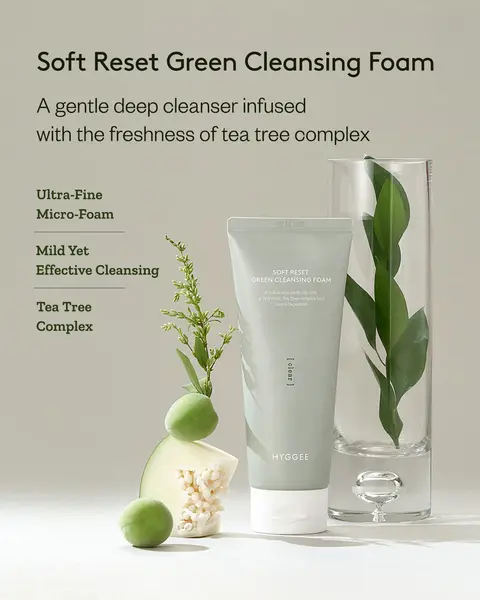 Soft Reset Green Cleansing Foam
A gentle deep cleanser infused
with the freshness of tea tree complex
Ultra-Fine
Micro-Foam
Mild Yet
Effective Cleansing
Tea Tree
Complex
SOFT RESET
GREEN CLEANSING FOAM
[ clear ]
HYGGEE